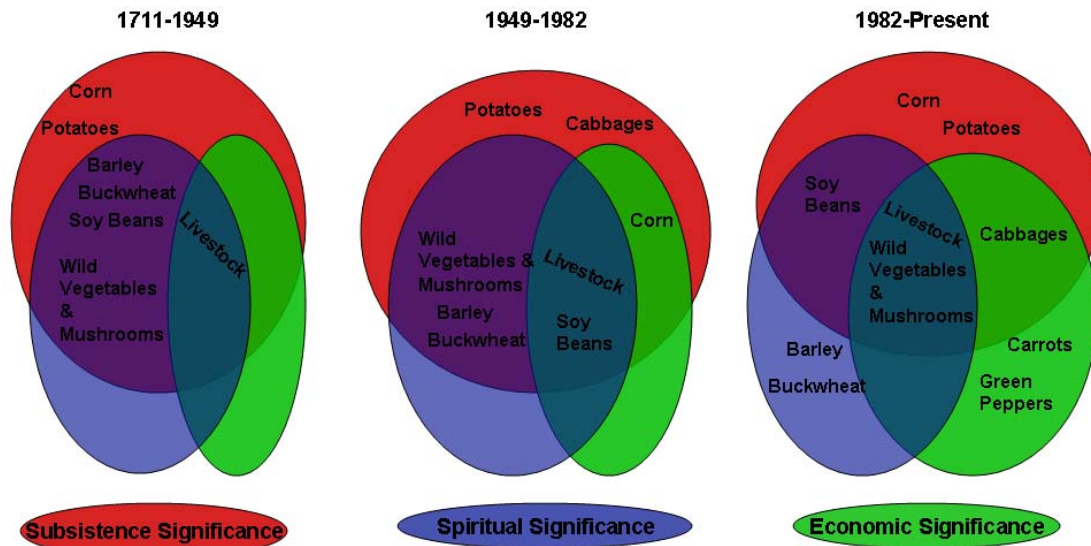 1711-1949
Corn
Potatoes
Barley
Buckwheat
Soy Beans
Livestock
Wild
Vegetables
&
Mushrooms
1949-1982
Potatoes
Cabbages
Corn
Wild
Vegetables &
Mushrooms
Livestock
Barley
Buckwheat
Soy
Beans
1982-Present
Corn
Potatoes
Soy
Beans
Livestock
Cabbages
Wild
Vegetables
&
Mushrooms
Barley
Carrots
Buckwheat
Green
Peppers
Subsistence Significance
Spiritual Significance
Economic Significance